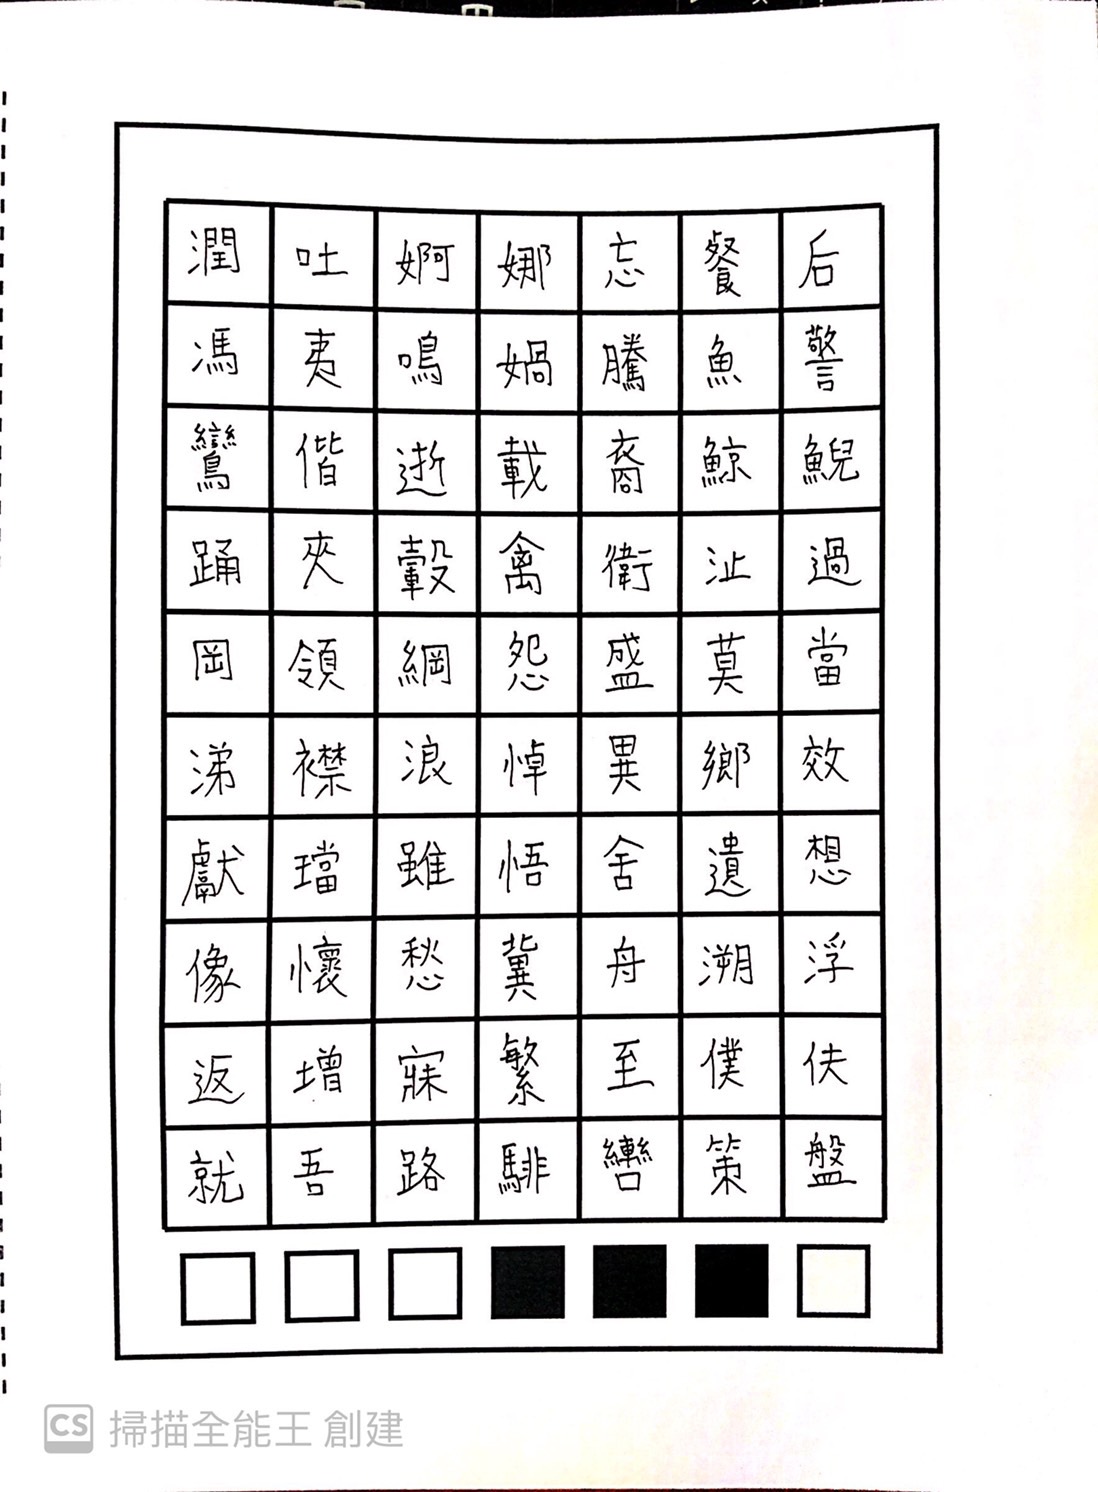 潤吐婀娜忘餐后
馮夷鳴媧騰魚警
鸞偕逝載裔鯨鯢
踊夾轂禽衛沚過
岡領綱怨盛莫當
涕襟浪悼異鄉效
獻璫雖悟舍遺想
像懷愁冀舟溯浮
返增寐繁至僕伕
就吾路騑轡策盤
CS 掃描全能王 創建